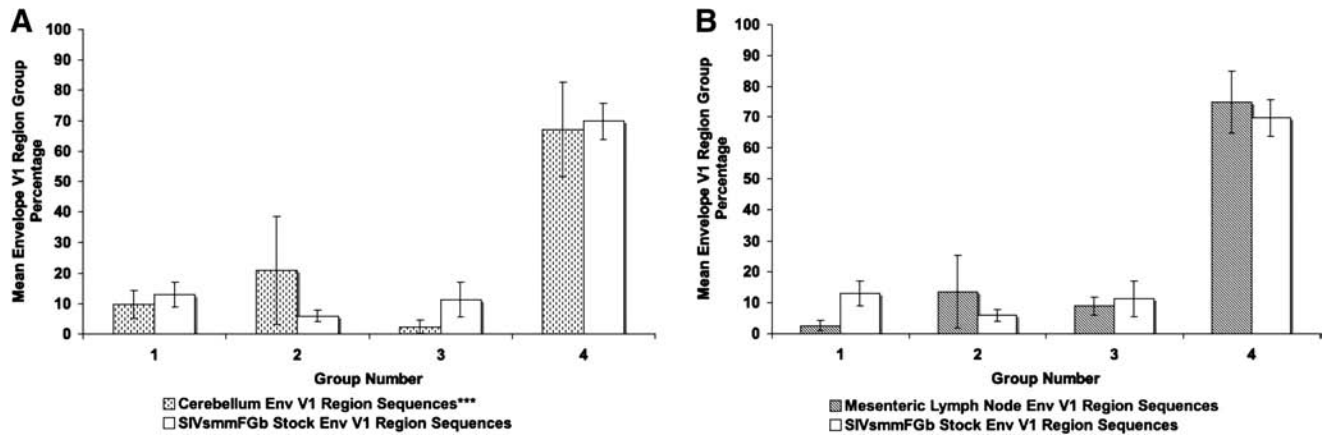 A
Mean Envelope V1 Region Group
Percentage
100
90
80
70
60
50
40
30
20
10
0
1 2 3 4
Group Number
Cerebellum Env V1 Region Sequences***
SIVsmmFGb Stock Env V1 Region Sequences
B
Mean Envelope V1 Region Group
Percentage
100
90
80
70
60
50
40
30
20
10
0
1 2 3 4
Group Number
Mesenteric Lymph Node Env V1 Region Sequences
SIVsmmFGb Stock Env V1 Region Sequences